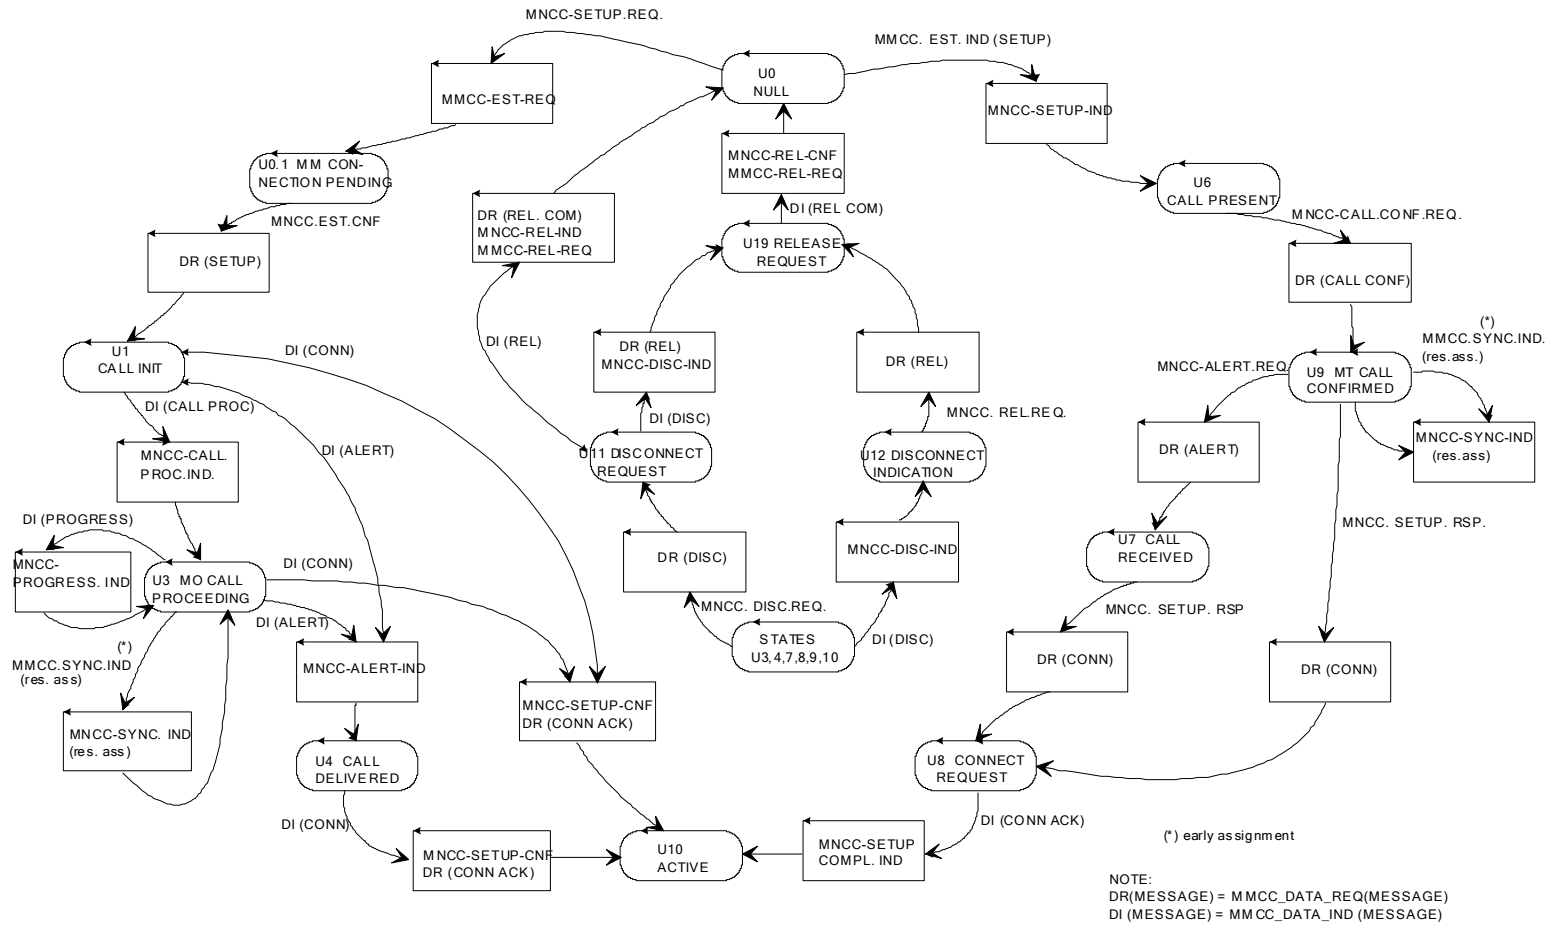 MNCC-SETUP.REQ.
MMCC. EST. IND (SETUP)
U0
NULL
MMCC-EST-REQ
MNCC-SETUP-IND
MNCC-REL-CNF
MMCC-REL-REQ
U0.1 MM CON-
NECTION PENDING
U6
CALL PRESENT
MNCC.EST.CNF
DI (REL COM)
MNCC-CALL.CONF.REQ.
DR (REL. COM)
MNCC-REL-IND
MMCC-REL-REQ
DR (SETUP)
U19 RELEASE
REQUEST
DR (CALL CONF)
(*)
MMCC.SYNC.IND.
(res.ass.)
U1
CALL INIT
DI (CONN)
DI (REL)
DR (REL)
MNCC-DISC-IND
DR (REL)
MNCC-ALERT.REQ.
U9 MT CALL
CONFIRMED
DI (CALL PROC)
DI (DISC)
MNCC. REL.REQ.
MNCC-CALL.
PROC.IND.
DI (ALERT)
U11 DISCONNECT
REQUEST
U12 DISCONNECT
INDICATION
DR (ALERT)
MNCC-SYNC-IND
(res.ass)
DI (PROGRESS)
MNCC. SETUP. RSP.
MNCC-
PROGRESS. IND
U3 MO CALL
PROCEEDING
DI (CONN)
DR (DISC)
MNCC-DISC-IND
U7 CALL
RECEIVED
MNCC. DISC.REQ.
MNCC. SETUP. RSP
DI (ALERT)
STATES
U3,4,7,8,9,10
DI (DISC)
(*)
MMCC.SYNC.IND
(res. ass)
MNCC-ALERT-IND
DR (CONN)
DR (CONN)
MNCC-SYNC. IND
(res. ass)
MNCC-SETUP-CNF
DR (CONN ACK)
U4 CALL
DELIVERED
U8 CONNECT
REQUEST
DI (CONN)
DI (CONN ACK)
(*) early assignment
MNCC-SETUP-CNF
DR (CONN ACK)
U10
ACTIVE
MNCC-SETUP
COMPL. IND
NOTE:
DR(MESSAGE) = MMCC_DATA_REQ(MESSAGE)
DI (MESSAGE) = MMCC_DATA_IND (MESSAGE)